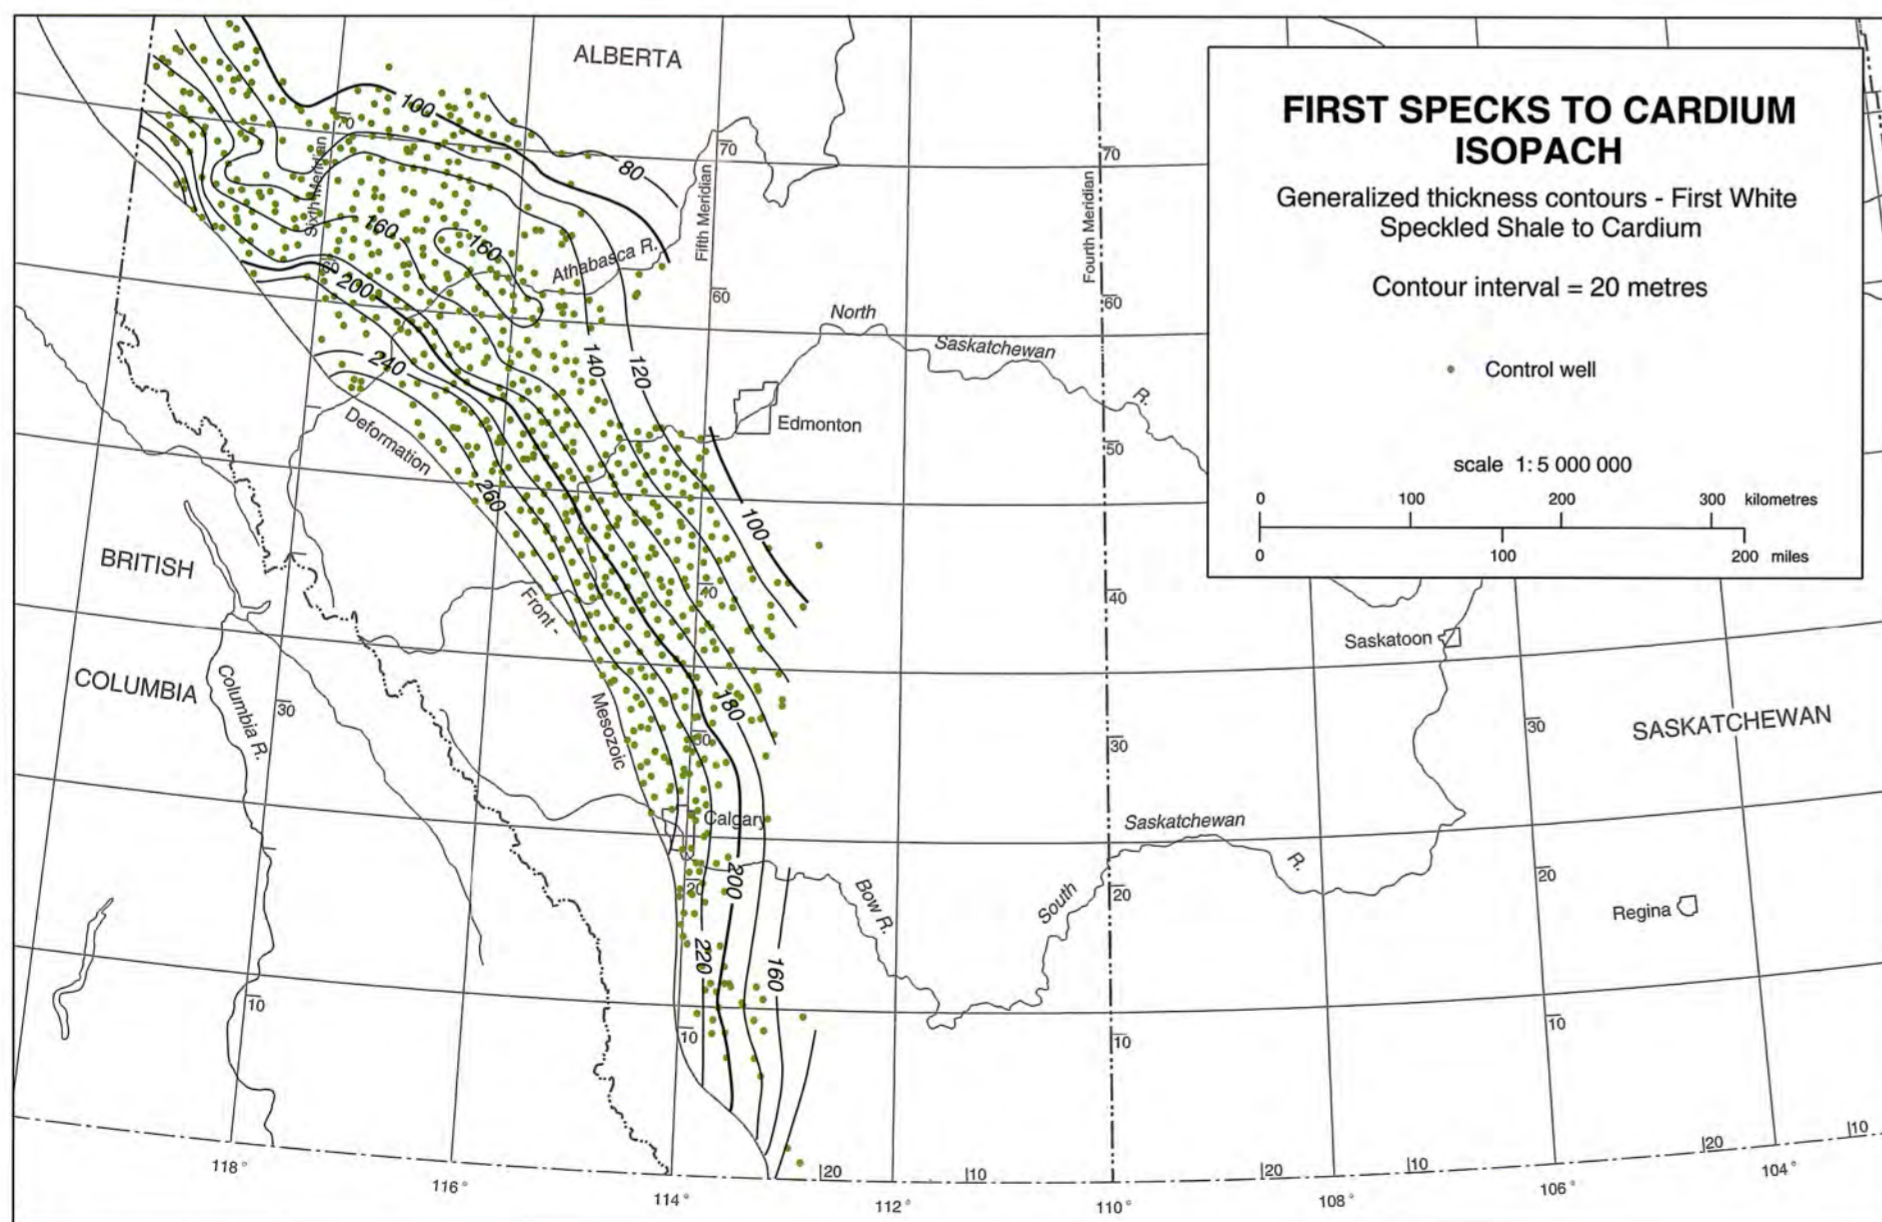 ALBERTA
FIRST SPECKS TO CARDIUM
ISOPACH
Generalized thickness contours - First White
Speckled Shale to Cardium
Contour interval = 20 metres
Control well
scale 1: 5 000 000
0 100 200 300 kilometres
0 100 200 miles
100
80
70
70
70
Sixth Meridian
Fifth Meridian
Fourth Meridian
160
160
Athabasca R.
60
60
60
200
North
Saskatchewan
R.
240
140
120
Edmonton
Deformation
50
260
100
BRITISH
COLUMBIA
Front -
40
40
Saskatoon
Columbia R.
30
Mesozoic
180
30
30
30
SASKATCHEWAN
Calgary
Saskatchewan
R.
200
20
Bow R.
South
20
20
Regina
220
160
10
10
10
10
20
10
20
10
20
10
118°
116°
114°
112°
110°
108°
106°
104°